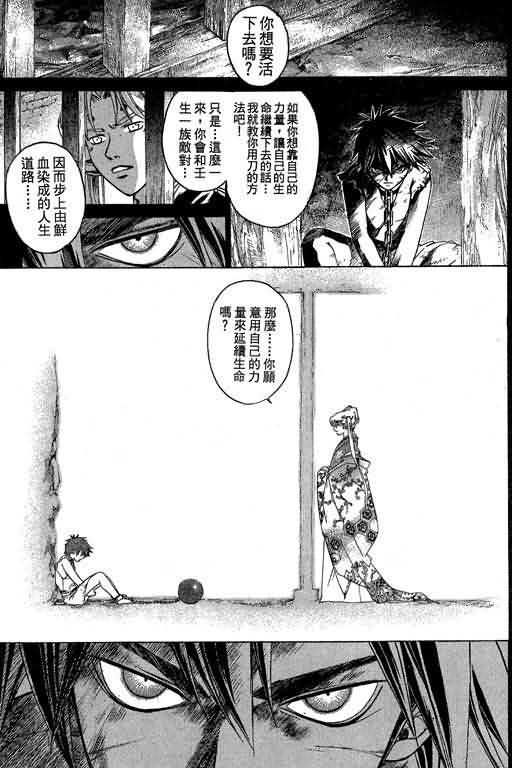 你想要活
下去嗎?
如果你想靠自己的
力量，讓自己的生
命繼續下去的話…
我就教你用刀的方
法吧!
只是…這麼一
來，你會和壬
生一族敵對…
因而步上由鮮
血染成的人生
道路……
那麼……你願
意用自己的力
量來延續生命
嗎?